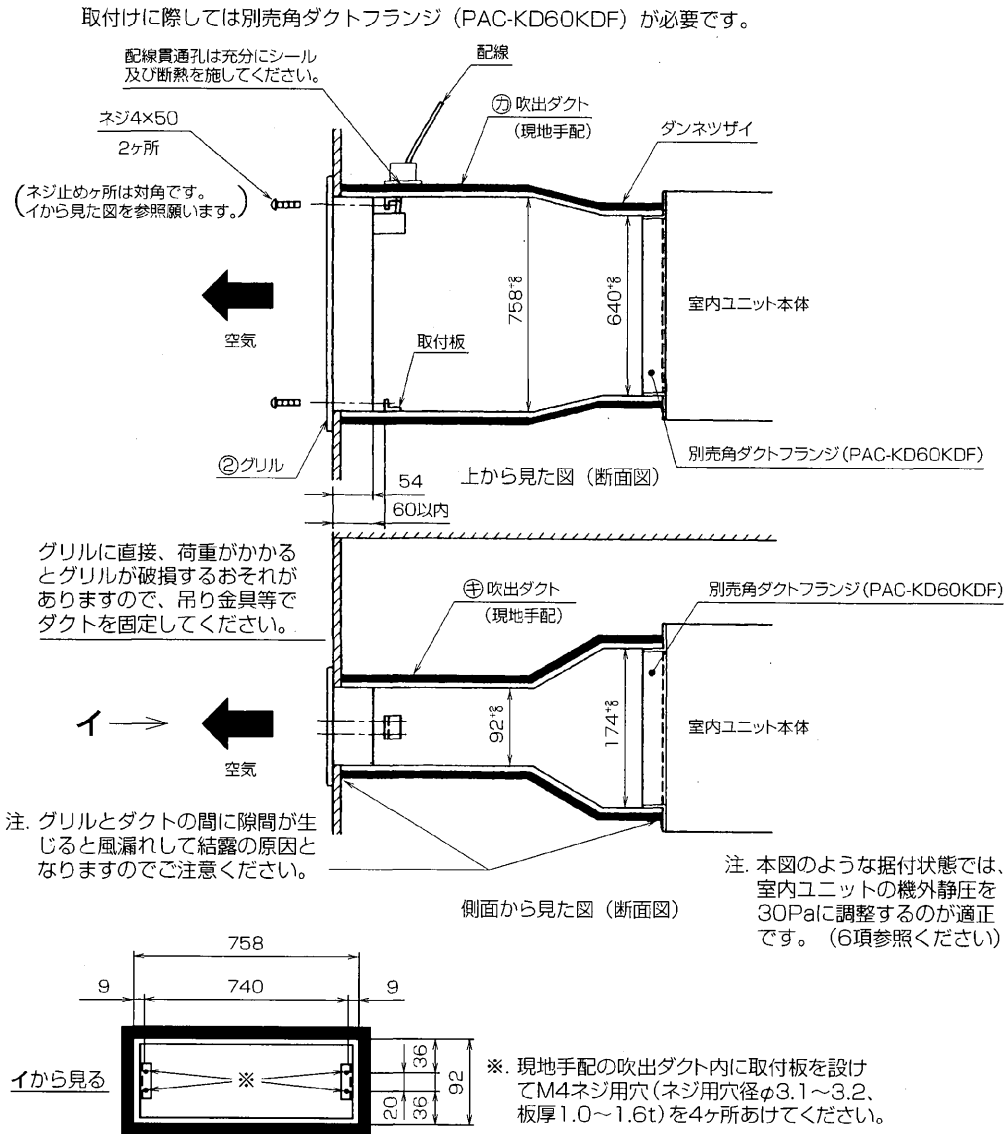 取付けに際しては別売角ダクトフランジ（PAC-KD60KDF）が必要です。
配線貫通孔は充分にシール
及び断熱を施してください。
配線
ネジ4×50
2ヶ所
㋕吹出ダクト
(現地手配)
ダンネツザイ
(ネジ止めヶ所は対角です。
イから見た図を参照願います。)
758
640
空気
取付板
室内ユニット本体
②グリル
別売角ダクトフランジ(PAC-KD60KDF)
上から見た図（断面図）
54
60以内
グリルに直接、荷重がかかる
とグリルが破損するおそれが
ありますので、吊り金具等で
ダクトを固定してください。
㋖吹出ダクト
(現地手配)
別売角ダクトフランジ(PAC-KD60KDF)
イ
92
174
室内ユニット本体
空気
注. グリルとダクトの間に隙間が生
じると風漏れして結露の原因と
なりますのでご注意ください。
側面から見た図（断面図）
注. 本図のような据付状態では、
室内ユニットの機外静圧を
30Paに調整するのが適正
です。（6項参照ください）
758
9 740 9
イから見る
※
36
20
36
92
※. 現地手配の吹出ダクト内に取付板を設け
てM4ネジ用穴(ネジ用穴径φ3.1～3.2、
板厚1.0～1.6t)を4ヶ所あけてください。